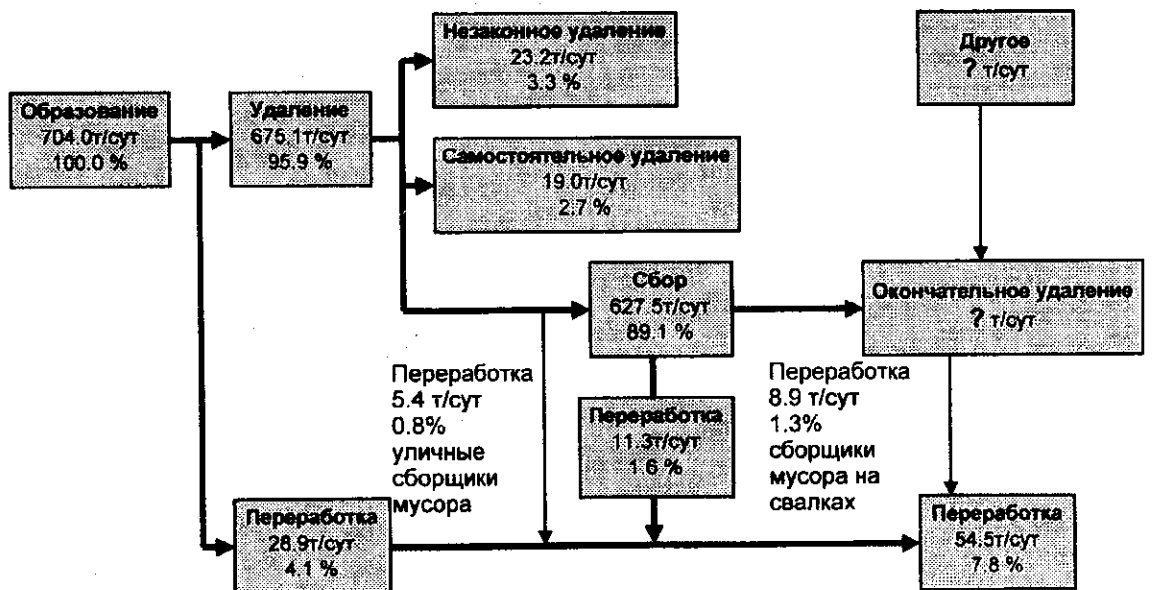 Незаконное удаление
23.2т/сут
3.3 %
Другое
? т/сут
Образование
704.0т/сут
100.0 %
Удаление
675.1т/сут
95.9 %
Самостоятельное удаление
19.0т/сут
2.7 %
Сбор
627.5т/сут
89.1 %
Окончательное удаление
? т/сут
Переработка
5.4 т/сут
0.8%
уличные
сборщики
мусора
Переработка
11.3т/сут
1.6 %
Переработка
8.9 т/сут
1.3%
сборщики
мусора на
свалках
Переработка
28.9т/сут
4.1 %
Переработка
54.5т/сут
7.8 %